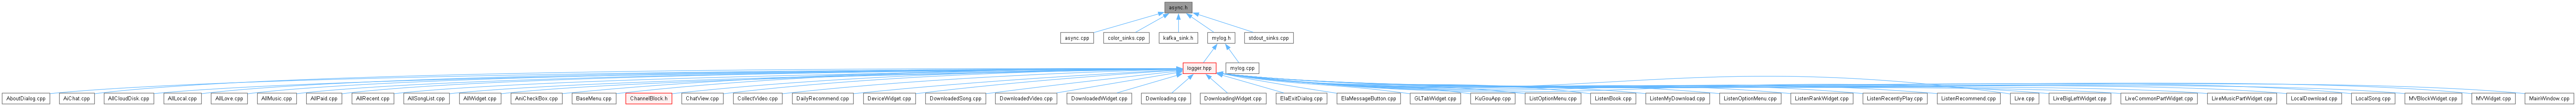 async.h
async.cpp
color_sinks.cpp
kafka_sink.h
mylog.h
stdout_sinks.cpp
logger.hpp
mylog.cpp
AboutDialog.cpp
AiChat.cpp
AllCloudDisk.cpp
AllLocal.cpp
AllLove.cpp
AllMusic.cpp
AllPaid.cpp
AllRecent.cpp
AllSongList.cpp
AllWidget.cpp
AniCheckBox.cpp
BaseMenu.cpp
ChannelBlock.h
ChatView.cpp
CollectVideo.cpp
DailyRecommend.cpp
DeviceWidget.cpp
DownloadedSong.cpp
DownloadedVideo.cpp
DownloadedWidget.cpp
Downloading.cpp
DownloadingWidget.cpp
ElaExitDialog.cpp
ElaMessageButton.cpp
GLTabWidget.cpp
KuGouApp.cpp
ListOptionMenu.cpp
ListenBook.cpp
ListenMyDownload.cpp
ListenOptionMenu.cpp
ListenRankWidget.cpp
ListenRecentlyPlay.cpp
ListenRecommend.cpp
Live.cpp
LiveBigLeftWidget.cpp
LiveCommonPartWidget.cpp
LiveMusicPartWidget.cpp
LocalDownload.cpp
LocalSong.cpp
MVBlockWidget.cpp
MVWidget.cpp
MainWindow.cpp